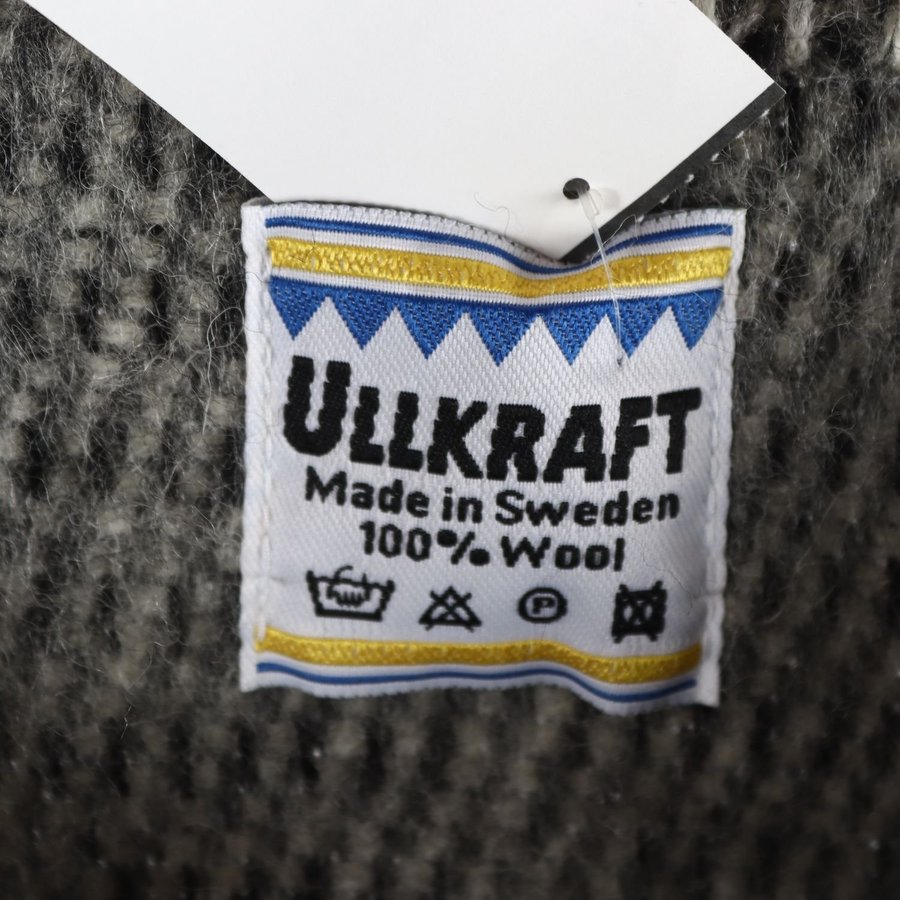 ULLKRAFT
Made in Sweden
100% Wool
P